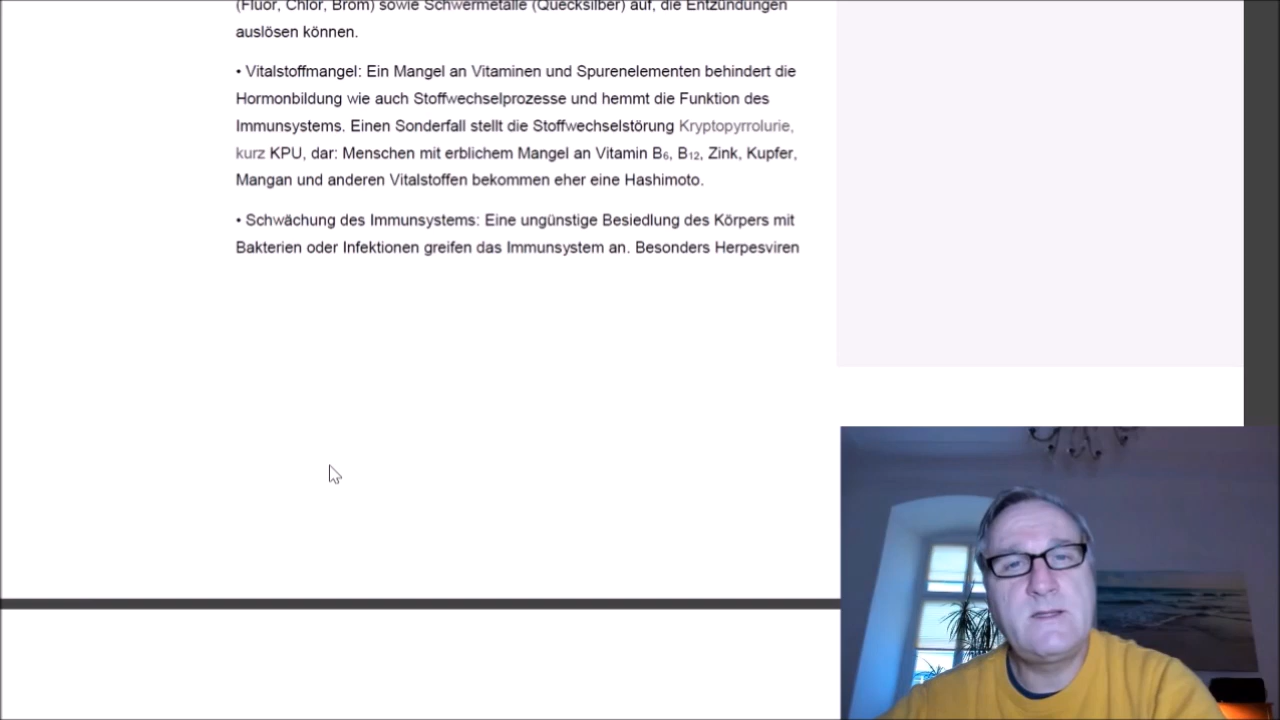 (Fluor, Chlor, Brom) sowie Schwermetalle (Quecksilber) auf, die Entzündungen
auslösen können.
• Vitalstoffmangel: Ein Mangel an Vitaminen und Spurenelementen behindert die
Hormonbildung wie auch Stoffwechselprozesse und hemmt die Funktion des
Immunsystems. Einen Sonderfall stellt die Stoffwechselstörung Kryptopyrrolurie,
kurz KPU, dar: Menschen mit erblichem Mangel an Vitamin B₆, B₁₂, Zink, Kupfer,
Mangan und anderen Vitalstoffen bekommen eher eine Hashimoto.
• Schwächung des Immunsystems: Eine ungünstige Besiedlung des Körpers mit
Bakterien oder Infektionen greifen das Immunsystem an. Besonders Herpesviren